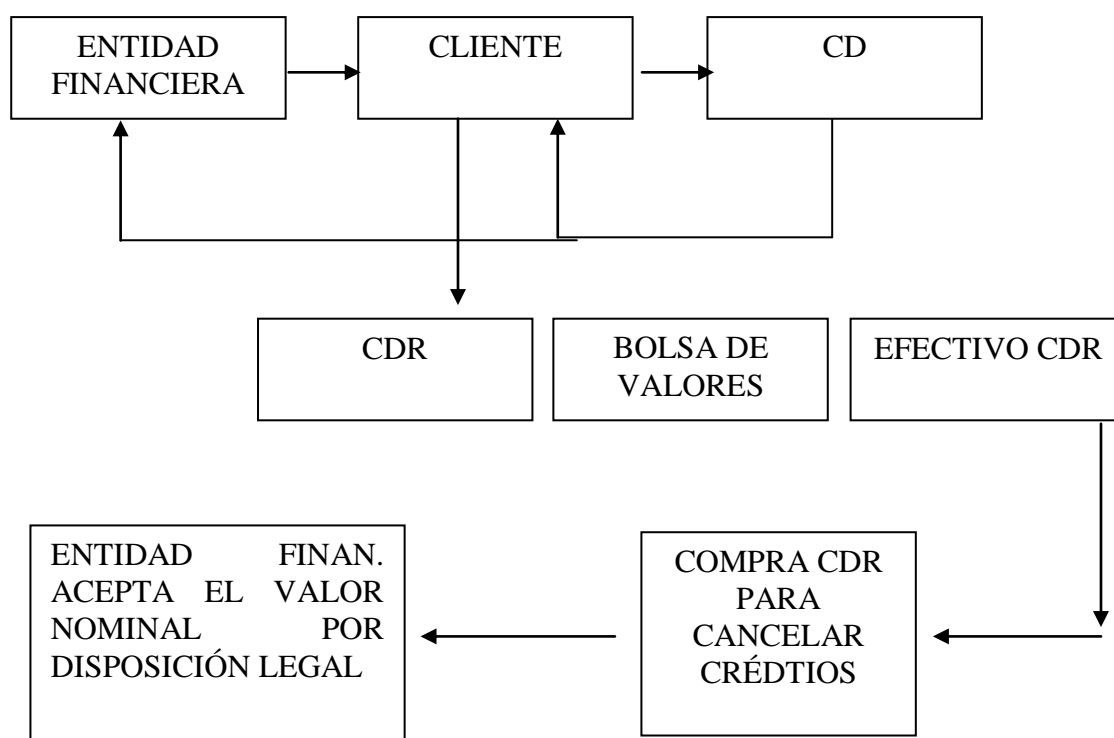 ENTIDAD
FINANCIERA
CLIENTE
CD
CDR
BOLSA DE
VALORES
EFECTIVO CDR
ENTIDAD FINAN.
ACEPTA EL VALOR
NOMINAL POR
DISPOSICIÓN LEGAL
COMPRA CDR
PARA
CANCELAR
CRÉDTIOS